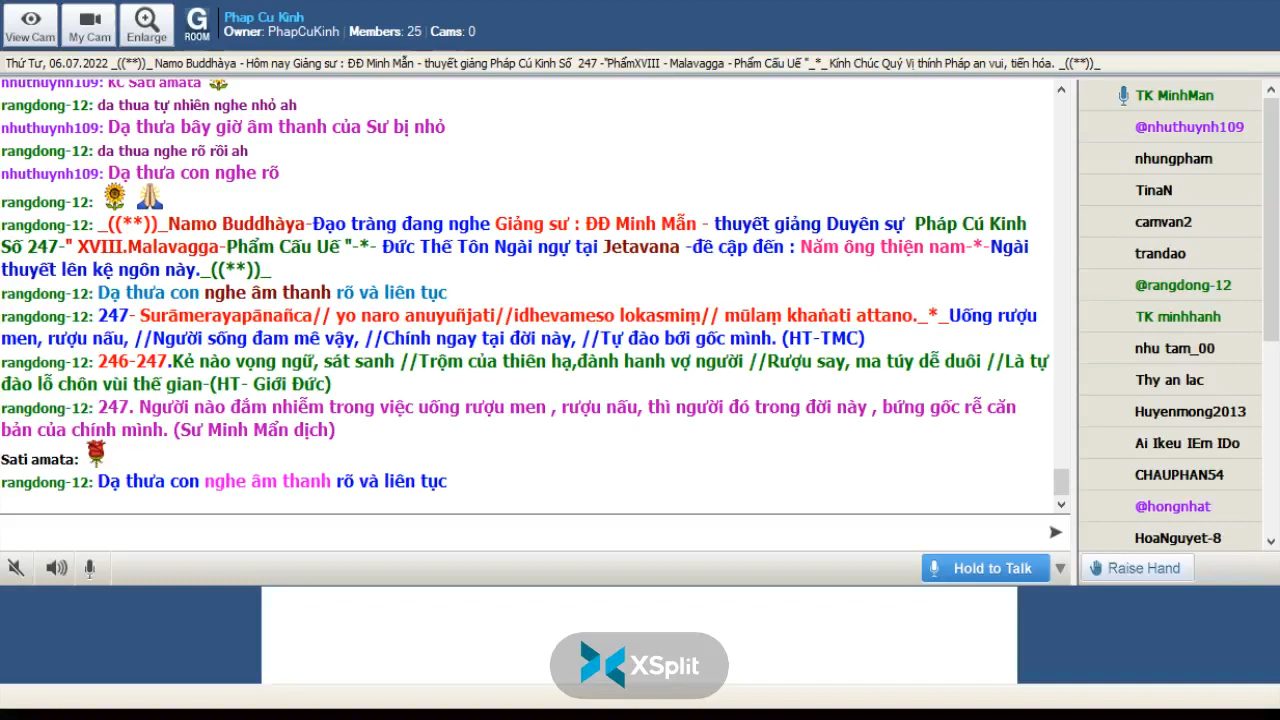 View Cam
My Cam
Enlarge
G
ROOM
Phap Cu Kinh
Owner: PhapCuKinh | Members: 25 | Cams: 0
Thứ Tư, 06.07.2022 _((**))_ Namo Buddhàya - Hôm nay Giảng sư : ĐĐ Minh Mẫn - thuyết giảng Pháp Cú Kinh Số 247 -"PhẩmXVIII - Malavagga - Phẩm Cấu Uế "_*_ Kính Chúc Quý Vị thính Pháp an vui, tiến hóa. _((**))_
nhuthuynh109: KC Sati amata
rangdong-12: da thua tự nhiên nghe nhỏ ah
nhuthuynh109: Dạ thưa bây giờ âm thanh của Sư bị nhỏ
rangdong-12: da thua nghe rõ rồi ah
nhuthuynh109: Dạ thưa con nghe rõ
rangdong-12:
rangdong-12: _((**))_Namo Buddhàya-Đạo tràng đang nghe Giảng sư : ĐĐ Minh Mẫn - thuyết giảng Duyên sự Pháp Cú Kinh
Số 247-" XVIII.Malavagga-Phẩm Cấu Uế "-*- Đức Thế Tôn Ngài ngự tại Jetavana -đề cập đến : Năm ông thiện nam-*-Ngài
thuyết lên kệ ngôn này._((**))_
rangdong-12: Dạ thưa con nghe âm thanh rõ và liên tục
rangdong-12: 247- Surāmerayapānañca// yo naro anuyuñjati//idhevameso lokasmiṃ// mūlaṃ khaṅati attano._*_Uống rượu
men, rượu nấu, //Người sống đam mê vậy, //Chính ngay tại đời này, //Tự đào bới gốc mình. (HT-TMC)
rangdong-12: 246-247.Kẻ nào vọng ngữ, sát sanh //Trộm của thiên hạ,đành hanh vợ người //Rượu say, ma túy dễ duôi //Là tự
đào lỗ chôn vùi thế gian-(HT- Giới Đức)
rangdong-12: 247. Người nào đắm nhiễm trong việc uống rượu men , rượu nấu, thì người đó trong đời này , bứng gốc rễ căn
bản của chính mình. (Sư Minh Mẩn dịch)
Sati amata:
rangdong-12: Dạ thưa con nghe âm thanh rõ và liên tục
TK MinhMan
@nhuthuynh109
nhungpham
TinaN
camvan2
trandao
@rangdong-12
TK minhhanh
nhu tam_00
Thy an lac
Huyenmong2013
Ai Ikeu IEm IDo
CHAUPHAN54
@hongnhat
HoaNguyet-8
Hold to Talk
Raise Hand
XSplit